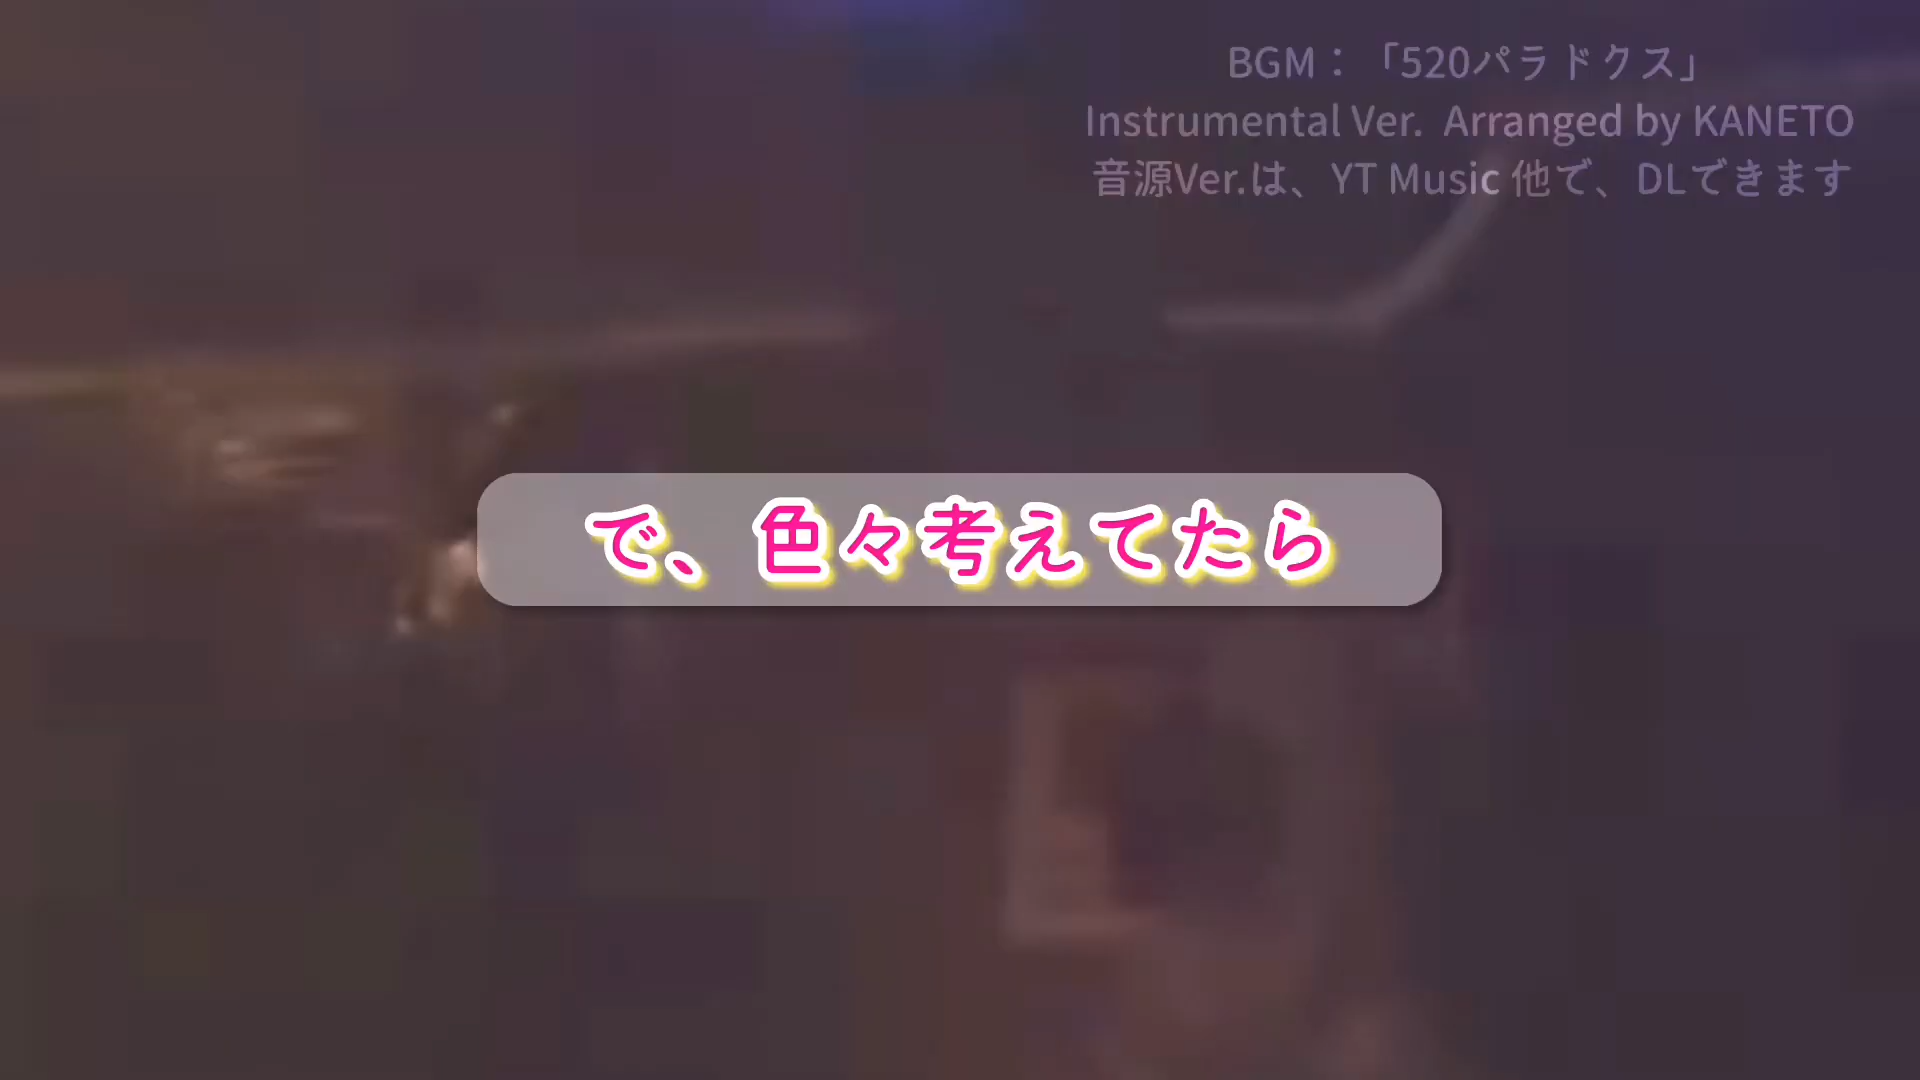 BGM：「520パラドクス」
Instrumental Ver. Arranged by KANETO
音源Ver.は、YT Music 他で、DLできます
で、色々考えてたら